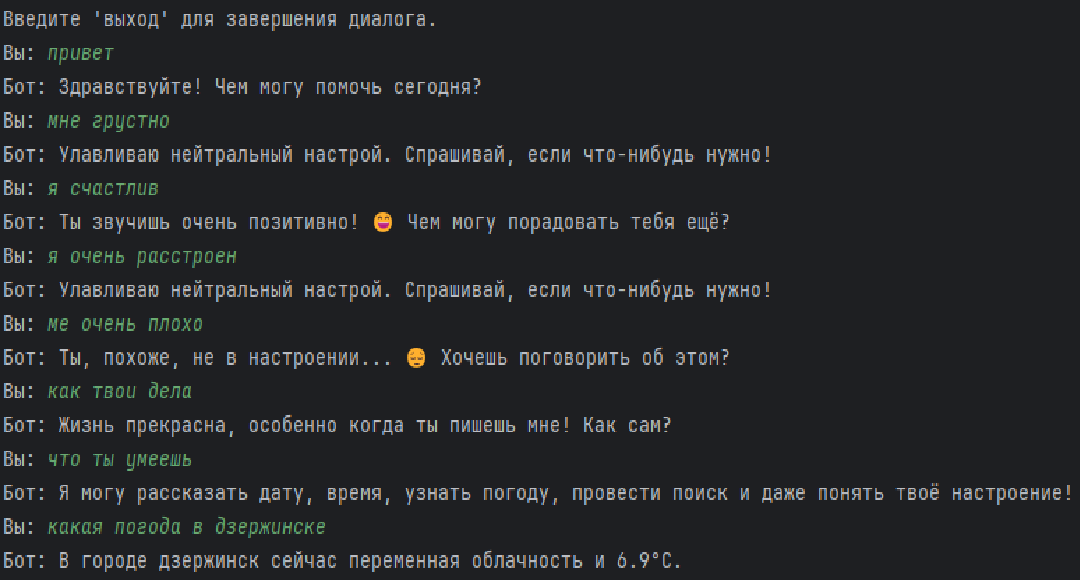 Введите 'выход' для завершения диалога.
Вы: привет
Бот: Здравствуйте! Чем могу помочь сегодня?
Вы: мне грустно
Бот: Улавливаю нейтральный настрой. Спрашивай, если что-нибудь нужно!
Вы: я счастлив
Бот: Ты звучишь очень позитивно! 😄 Чем могу порадовать тебя ещё?
Вы: я очень расстроен
Бот: Улавливаю нейтральный настрой. Спрашивай, если что-нибудь нужно!
Вы: ме очень плохо
Бот: Ты, похоже, не в настроении... 😔 Хочешь поговорить об этом?
Вы: как твои дела
Бот: Жизнь прекрасна, особенно когда ты пишешь мне! Как сам?
Вы: что ты умеешь
Бот: Я могу рассказать дату, время, узнать погоду, провести поиск и даже понять твоё настроение!
Вы: какая погода в дзержинске
Бот: В городе дзержинск сейчас переменная облачность и 6.9°C.